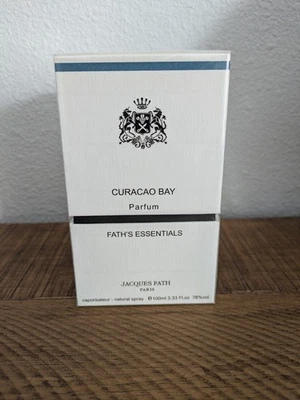 CURACAO BAY
Parfum
FATH'S ESSENTIALS
JACQUES FATH
PARIS
vaporisateur - natural spray ℮100ml 3.33 Fl.oz 78%vol.